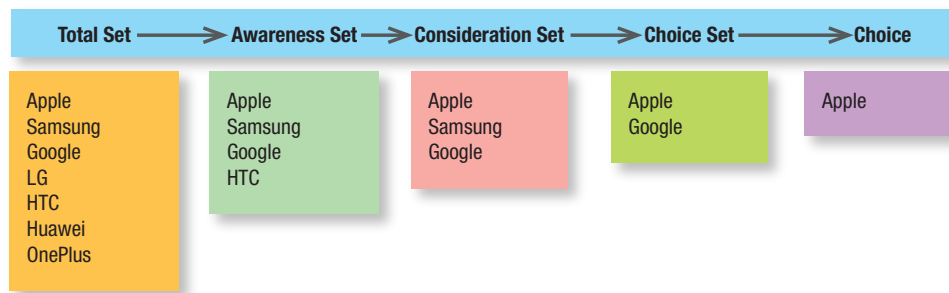 Total Set → Awareness Set → Consideration Set → Choice Set → Choice
Apple
Samsung
Google
LG
HTC
Huawei
OnePlus
Apple
Samsung
Google
HTC
Apple
Samsung
Google
Apple
Google
Apple